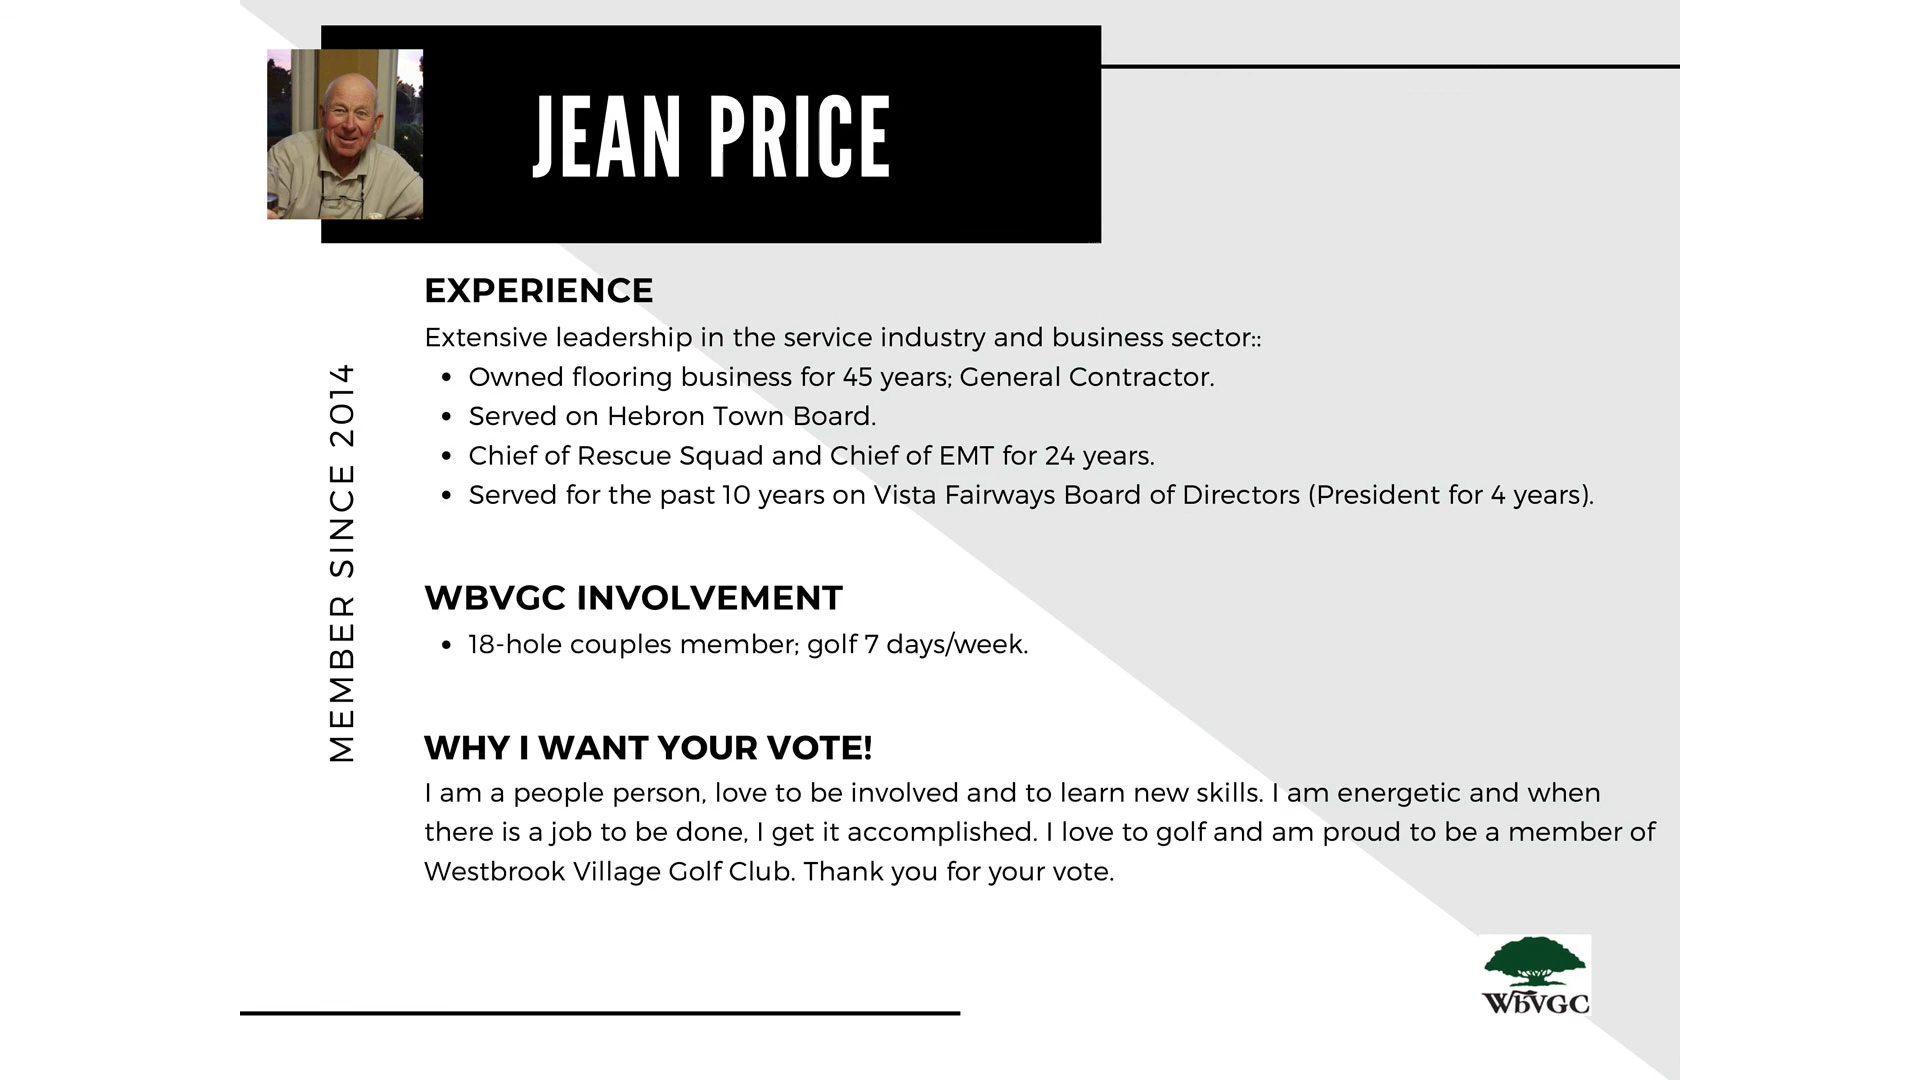 JEAN PRICE
MEMBER SINCE 2014
EXPERIENCE
Extensive leadership in the service industry and business sector::
• Owned flooring business for 45 years; General Contractor.
• Served on Hebron Town Board.
• Chief of Rescue Squad and Chief of EMT for 24 years.
• Served for the past 10 years on Vista Fairways Board of Directors (President for 4 years).
WBVGC INVOLVEMENT
• 18-hole couples member; golf 7 days/week.
WHY I WANT YOUR VOTE!
I am a people person, love to be involved and to learn new skills. I am energetic and when
there is a job to be done, I get it accomplished. I love to golf and am proud to be a member of
Westbrook Village Golf Club. Thank you for your vote.
WbVGC